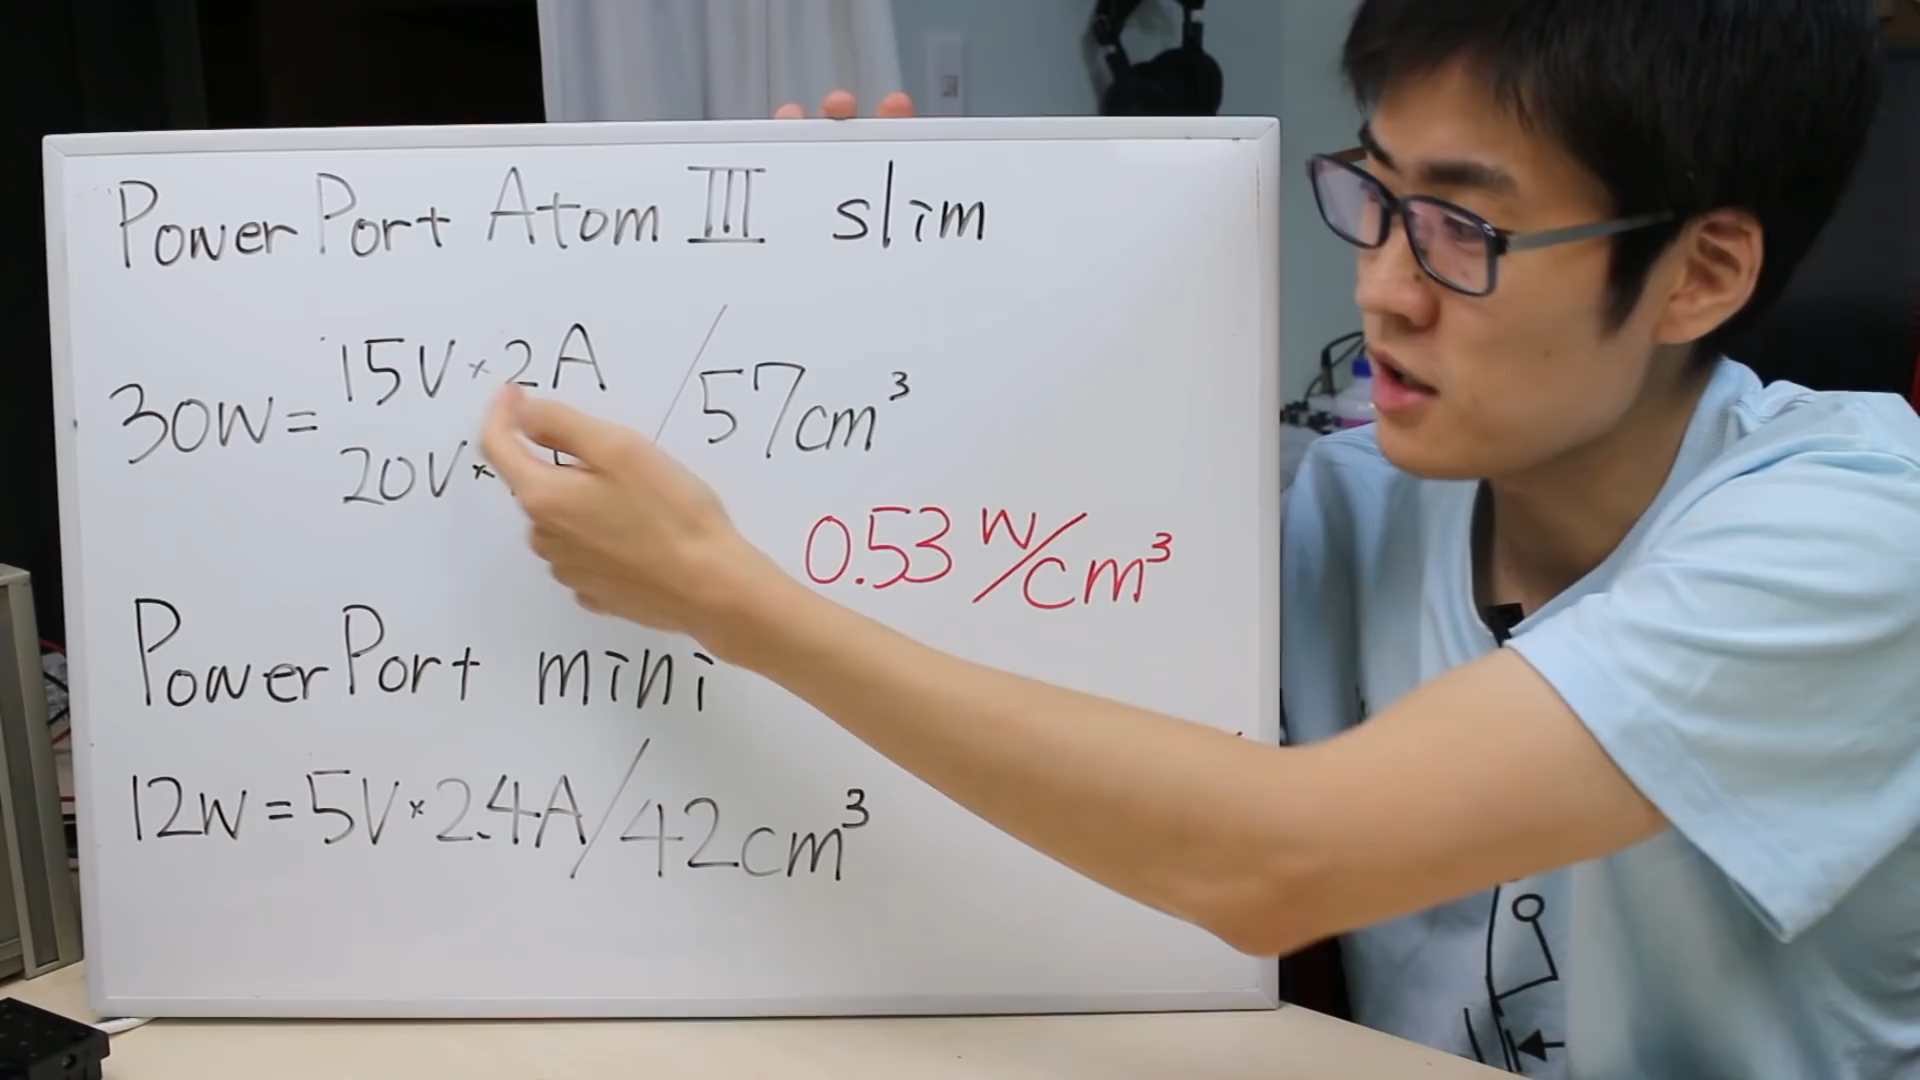 PowerPort Atom III slim
15V×2A
30W= /57cm³
20V×
0.53 W/cm³
PowerPort mini
12W=5V×2.4A/42cm³